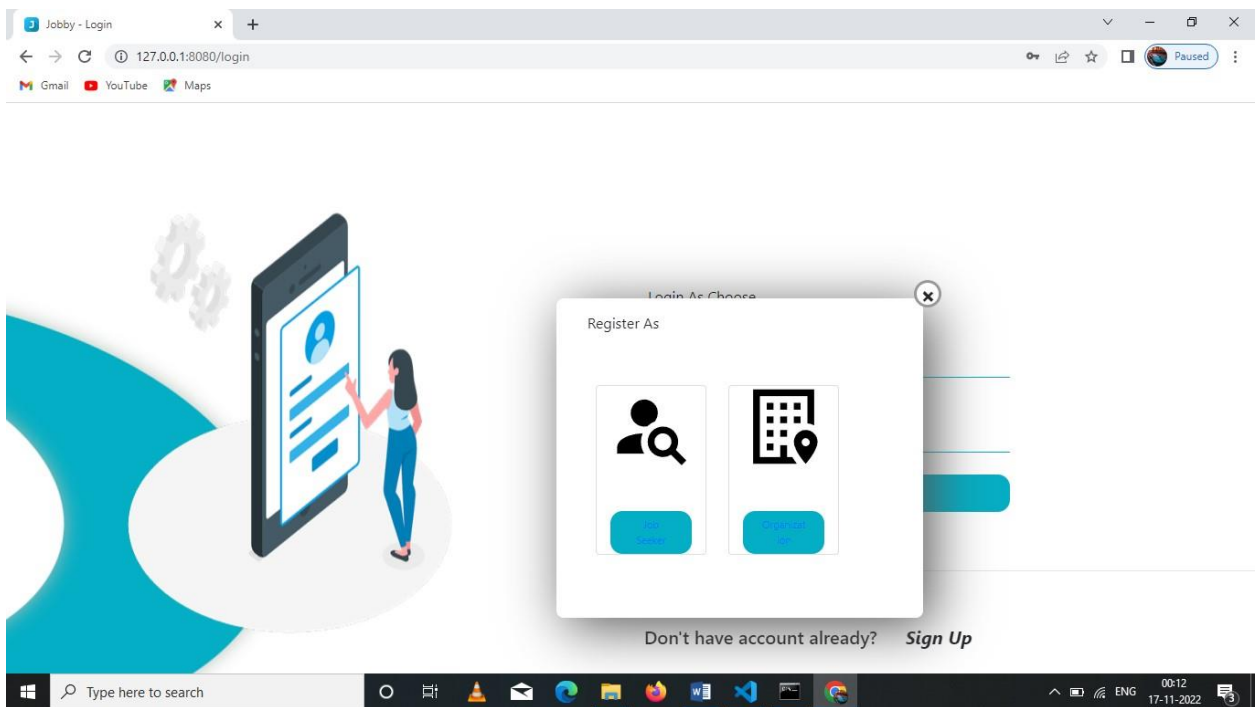 Jobby - Login
127.0.0.1:8080/login
Paused
Gmail YouTube Maps
Login As Choose
Register As
Job
Seeker
Organizat
ion
Don't have account already? Sign Up
Type here to search
ENG
00:12
17-11-2022
3